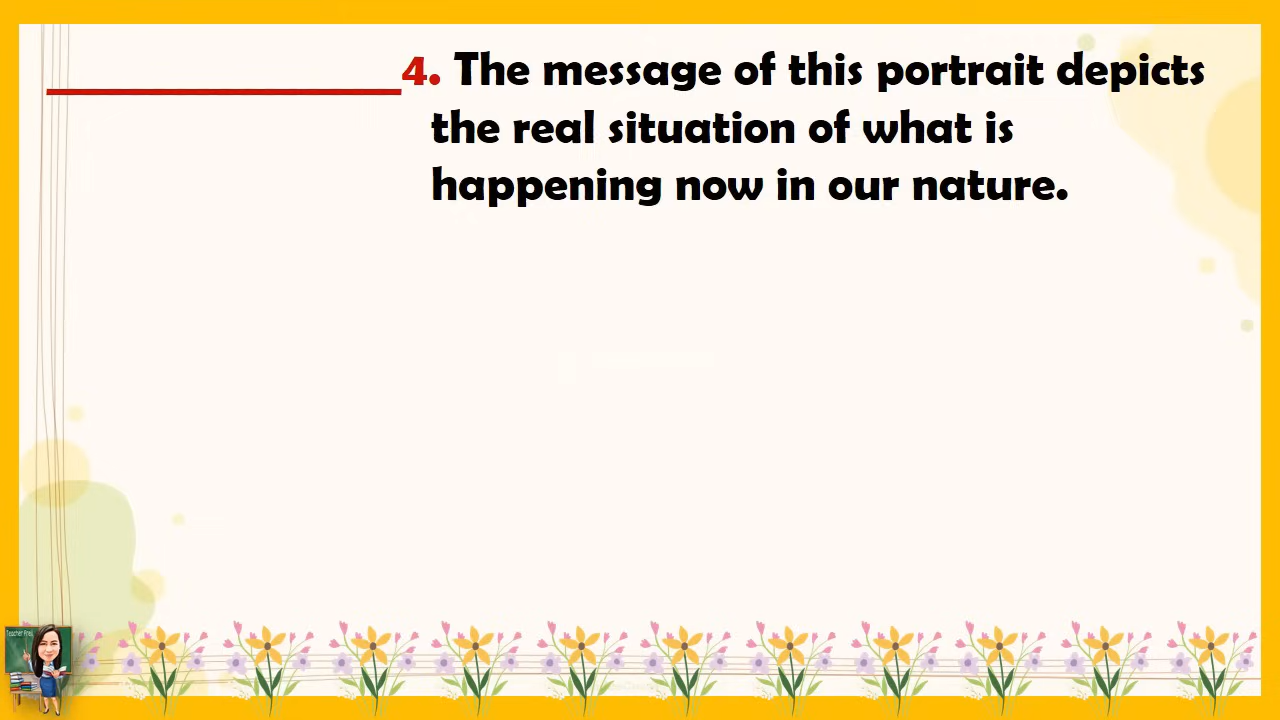 4. The message of this portrait depicts
the real situation of what is
happening now in our nature.